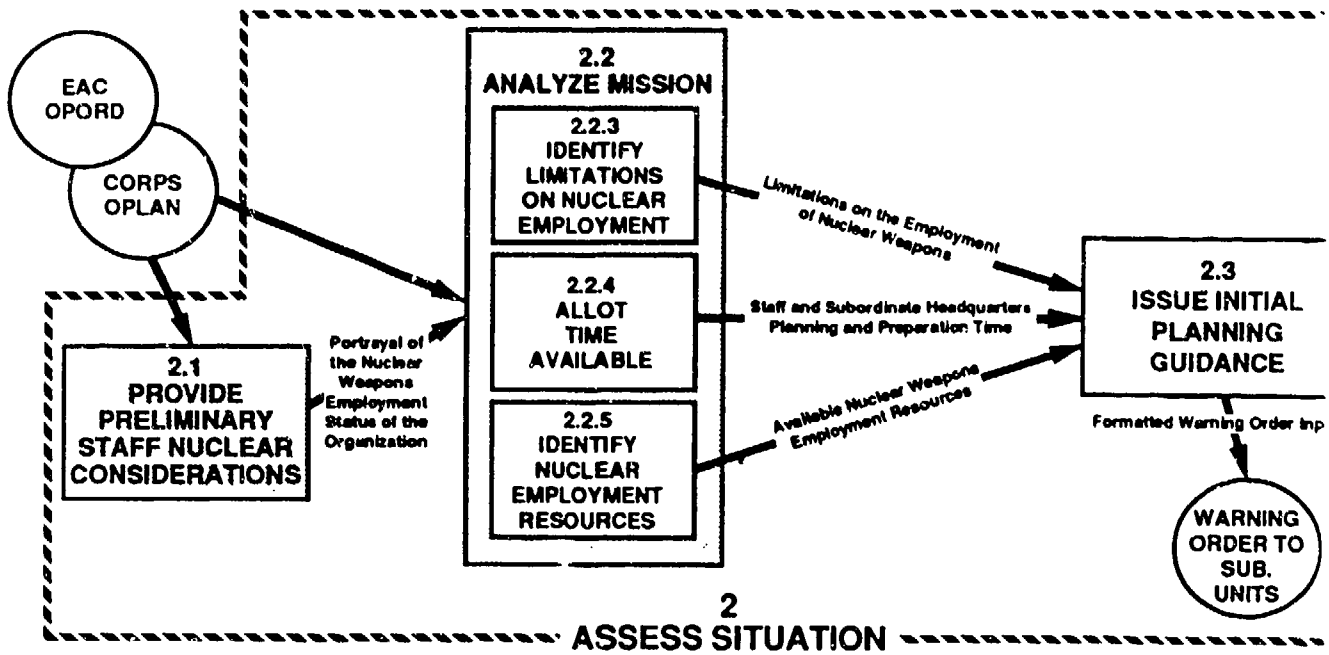 EAC
OPORD
CORPS
OPLAN
2.1
PROVIDE
PRELIMINARY
STAFF NUCLEAR
CONSIDERATIONS
Portrayal of
the Nuclear
Weapons
Employment
Status of the
Organization
2.2
ANALYZE MISSION
2.2.3
IDENTIFY
LIMITATIONS
ON NUCLEAR
EMPLOYMENT
2.2.4
ALLOT
TIME
AVAILABLE
2.2.5
IDENTIFY
NUCLEAR
EMPLOYMENT
RESOURCES
Limitations on the Employment
of Nuclear Weapons
Staff and Subordinate Headquarters
Planning and Preparation Time
Available Nuclear Weapons
Employment Resources
2.3
ISSUE INITIAL
PLANNING
GUIDANCE
Formatted Warning Order Inp
WARNING
ORDER TO
SUB.
UNITS
2
ASSESS SITUATION